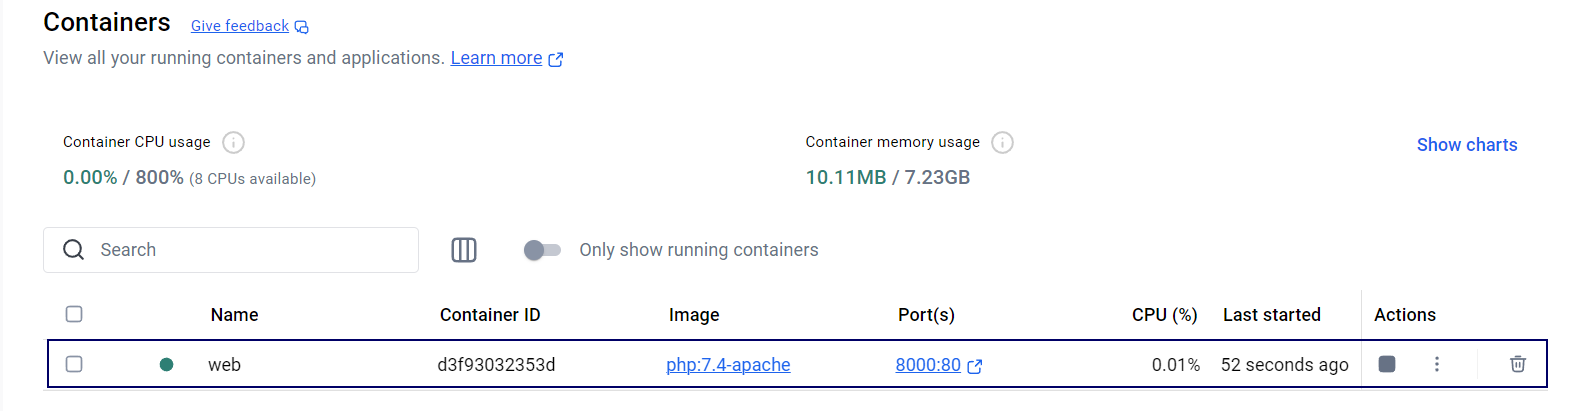 Containers Give feedback
View all your running containers and applications. Learn more
Container CPU usage
0.00% / 800% (8 CPUs available)
Container memory usage
10.11MB / 7.23GB
Show charts
Search
Only show running containers
Name Container ID Image Port(s) CPU (%) Last started Actions
web d3f93032353d php:7.4-apache 8000:80 0.01% 52 seconds ago